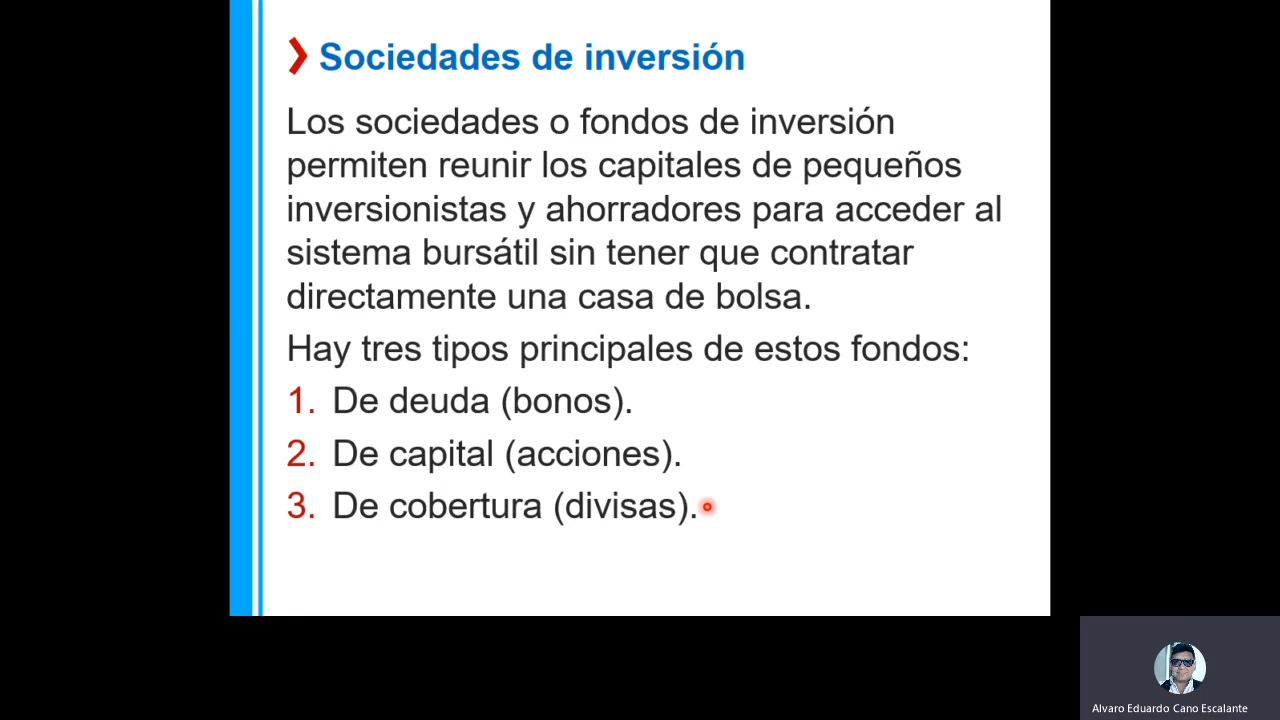 Sociedades de inversión
Los sociedades o fondos de inversión
permiten reunir los capitales de pequeños
inversionistas y ahorradores para acceder al
sistema bursátil sin tener que contratar
directamente una casa de bolsa.
Hay tres tipos principales de estos fondos:
1. De deuda (bonos).
2. De capital (acciones).
3. De cobertura (divisas).
Alvaro Eduardo Cano Escalante